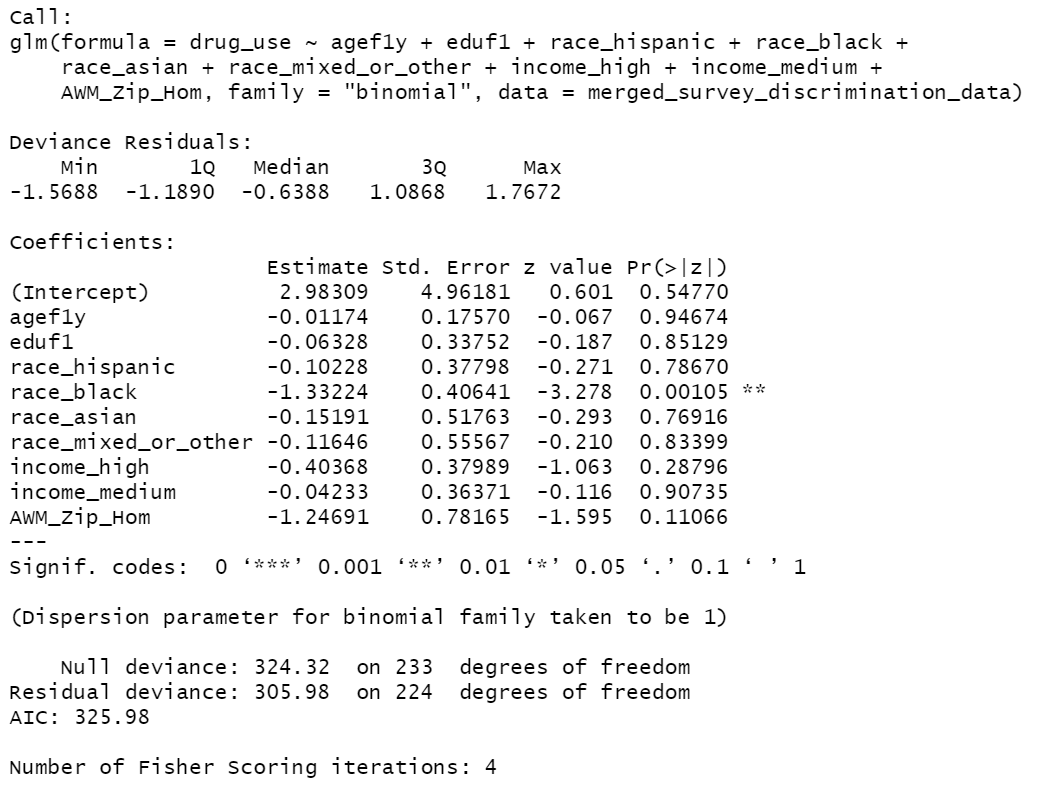 Call:
glm(formula = drug_use ~ agef1y + eduf1 + race_hispanic + race_black +
    race_asian + race_mixed_or_other + income_high + income_medium +
    AWM_Zip_Hom, family = "binomial", data = merged_survey_discrimination_data)

Deviance Residuals:
    Min       1Q   Median       3Q      Max
-1.5688  -1.1890  -0.6388   1.0868   1.7672

Coefficients:
                    Estimate Std. Error z value Pr(>|z|)
(Intercept)          2.98309    4.96181   0.601  0.54770
agef1y              -0.01174    0.17570  -0.067  0.94674
eduf1               -0.06328    0.33752  -0.187  0.85129
race_hispanic       -0.10228    0.37798  -0.271  0.78670
race_black          -1.33224    0.40641  -3.278  0.00105 **
race_asian          -0.15191    0.51763  -0.293  0.76916
race_mixed_or_other -0.11646    0.55567  -0.210  0.83399
income_high         -0.40368    0.37989  -1.063  0.28796
income_medium       -0.04233    0.36371  -0.116  0.90735
AWM_Zip_Hom         -1.24691    0.78165  -1.595  0.11066
---
Signif. codes:  0 ‘***’ 0.001 ‘**’ 0.01 ‘*’ 0.05 ‘.’ 0.1 ‘ ’ 1

(Dispersion parameter for binomial family taken to be 1)

    Null deviance: 324.32  on 233  degrees of freedom
Residual deviance: 305.98  on 224  degrees of freedom
AIC: 325.98

Number of Fisher Scoring iterations: 4